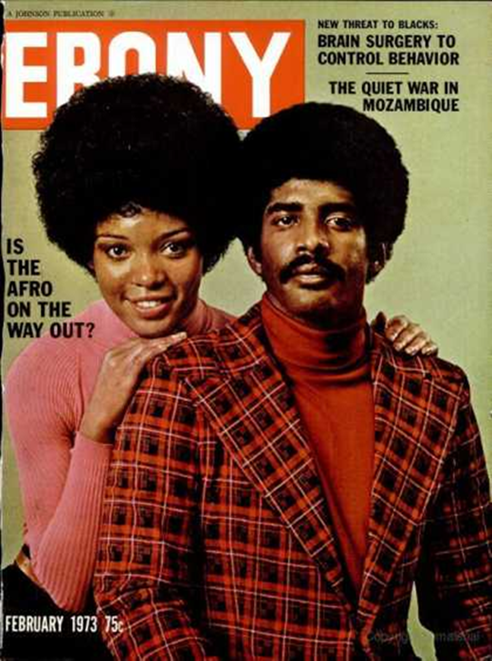 A JOHNSON PUBLICATION
EBONY
NEW THREAT TO BLACKS:
BRAIN SURGERY TO
CONTROL BEHAVIOR
THE QUIET WAR IN
MOZAMBIQUE
IS
THE
AFRO
ON THE
WAY OUT?
FEBRUARY 1973 75c